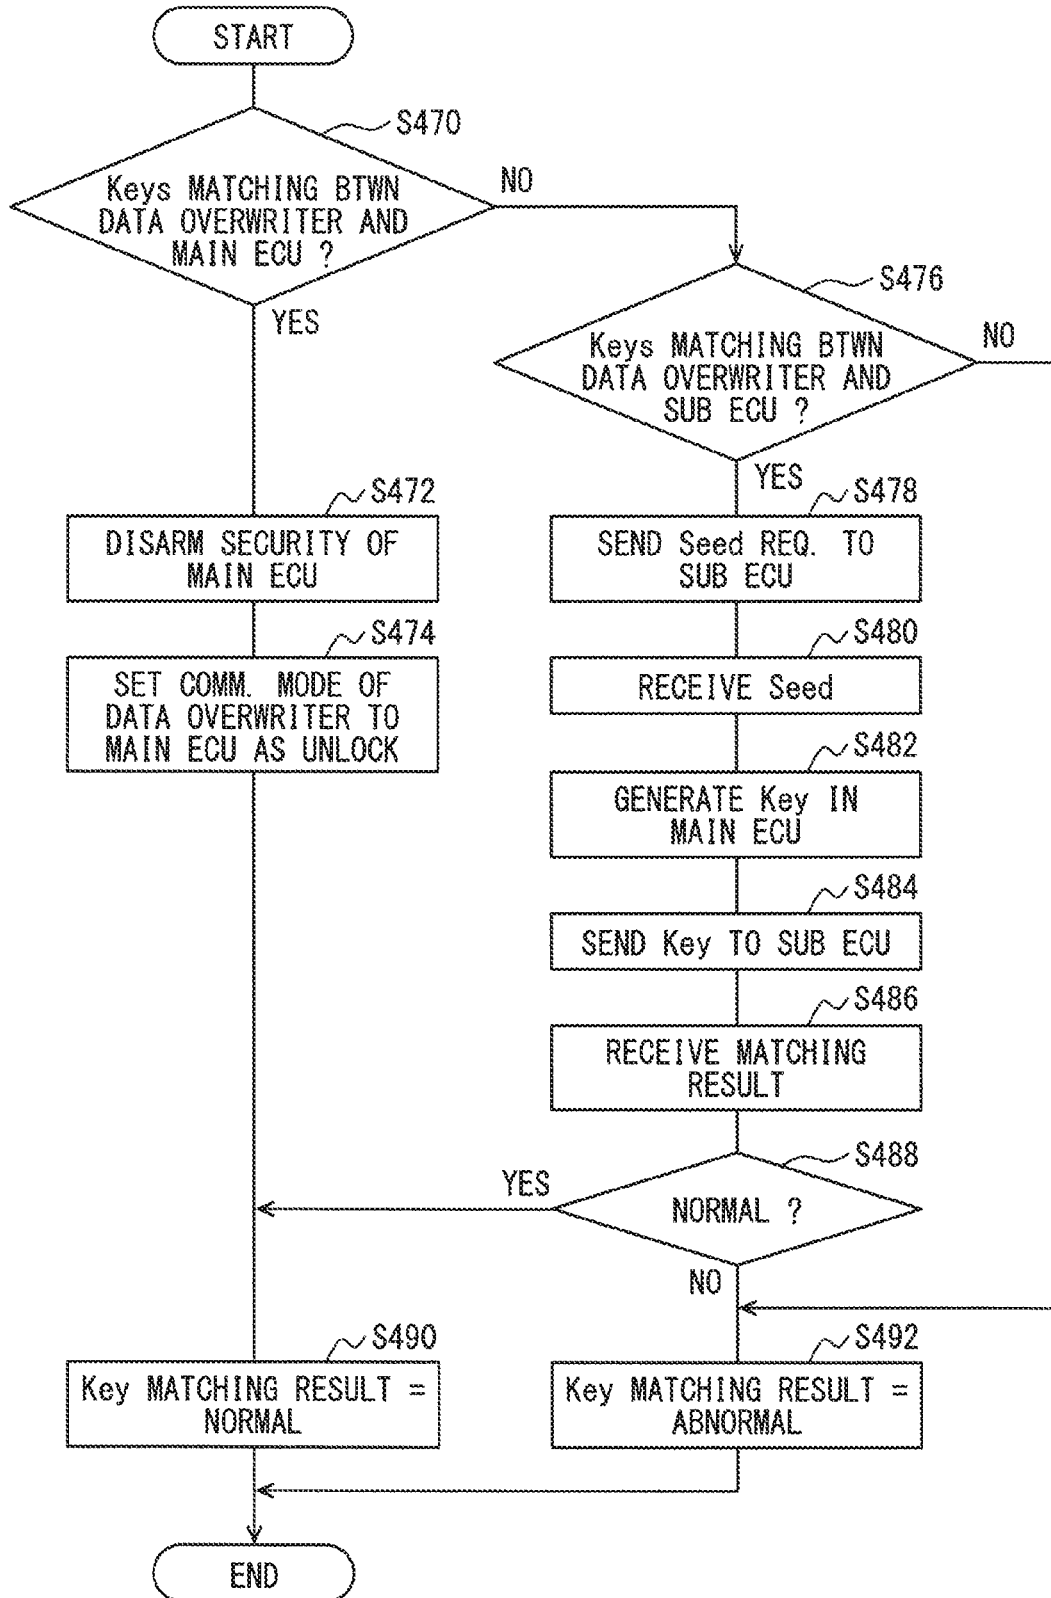 START
S470
Keys MATCHING BTWN
DATA OVERWRITER AND
MAIN ECU ?
NO
YES
S476
Keys MATCHING BTWN
DATA OVERWRITER AND
SUB ECU ?
NO
YES
S472
DISARM SECURITY OF
MAIN ECU
S474
SET COMM. MODE OF
DATA OVERWRITER TO
MAIN ECU AS UNLOCK
S478
SEND Seed REQ. TO
SUB ECU
S480
RECEIVE Seed
S482
GENERATE Key IN
MAIN ECU
S484
SEND Key TO SUB ECU
S486
RECEIVE MATCHING
RESULT
S488
NORMAL ?
YES
NO
S490
Key MATCHING RESULT =
NORMAL
S492
Key MATCHING RESULT =
ABNORMAL
END